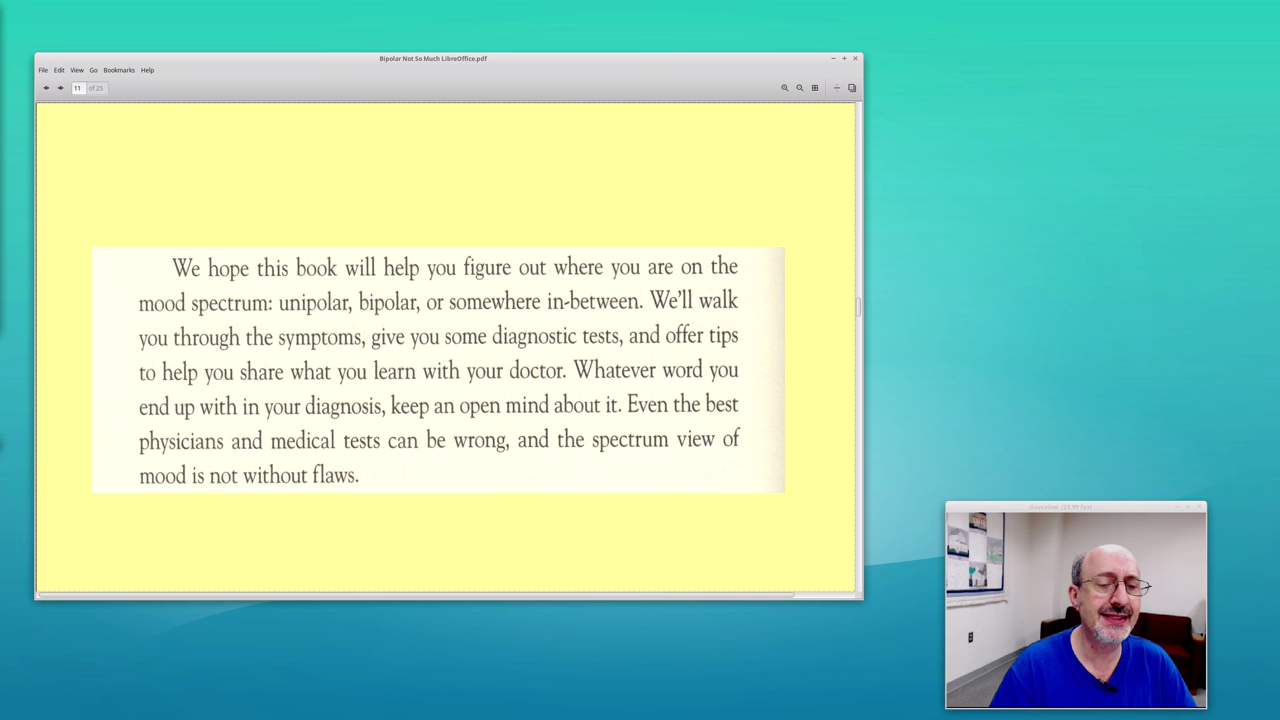 Bipolar Not So Much LibreOffice.pdf
File Edit View Go Bookmarks Help
11 of 25
We hope this book will help you figure out where you are on the
mood spectrum: unipolar, bipolar, or somewhere in-between. We'll walk
you through the symptoms, give you some diagnostic tests, and offer tips
to help you share what you learn with your doctor. Whatever word you
end up with in your diagnosis, keep an open mind about it. Even the best
physicians and medical tests can be wrong, and the spectrum view of
mood is not without flaws.